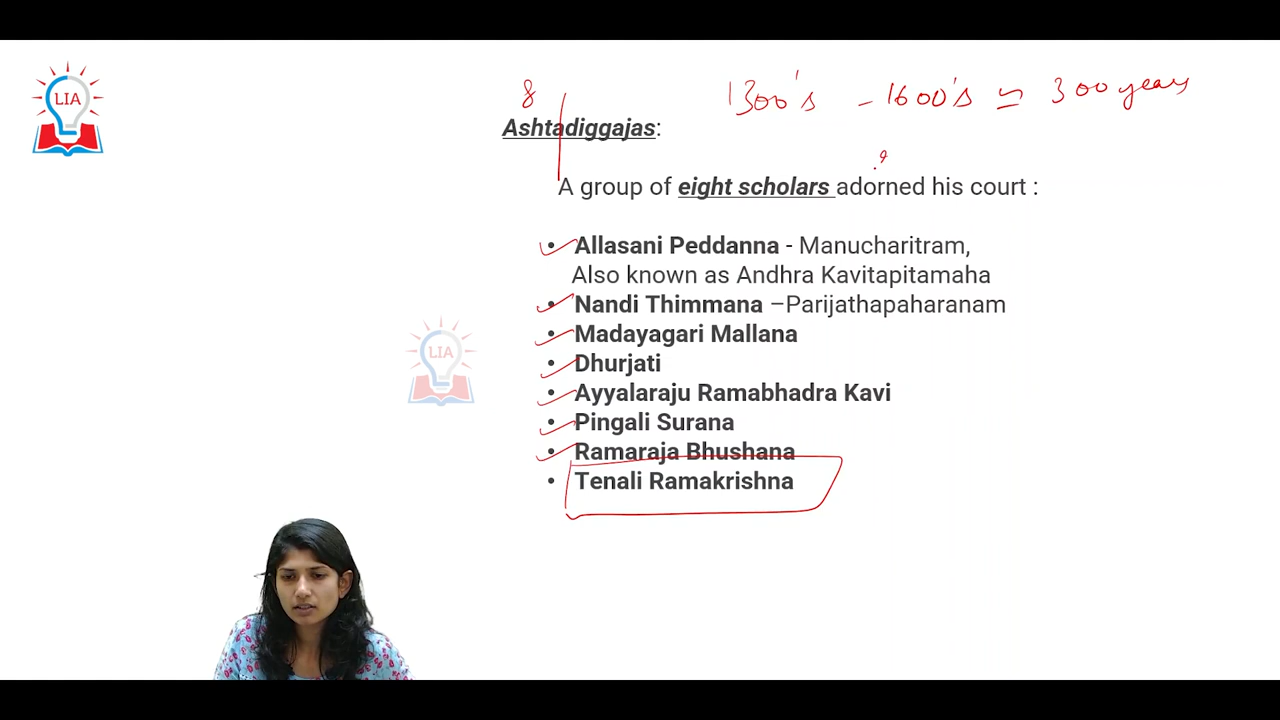 LIA
8
1300's - 1600's ≃ 300 years
Ashtadiggajas:
A group of eight scholars adorned his court :
• Allasani Peddanna - Manucharitram,
Also known as Andhra Kavitapitamaha
• Nandi Thimmana –Parijathapaharanam
• Madayagari Mallana
• Dhurjati
• Ayyalaraju Ramabhadra Kavi
• Pingali Surana
• Ramaraja Bhushana
• Tenali Ramakrishna
LIA